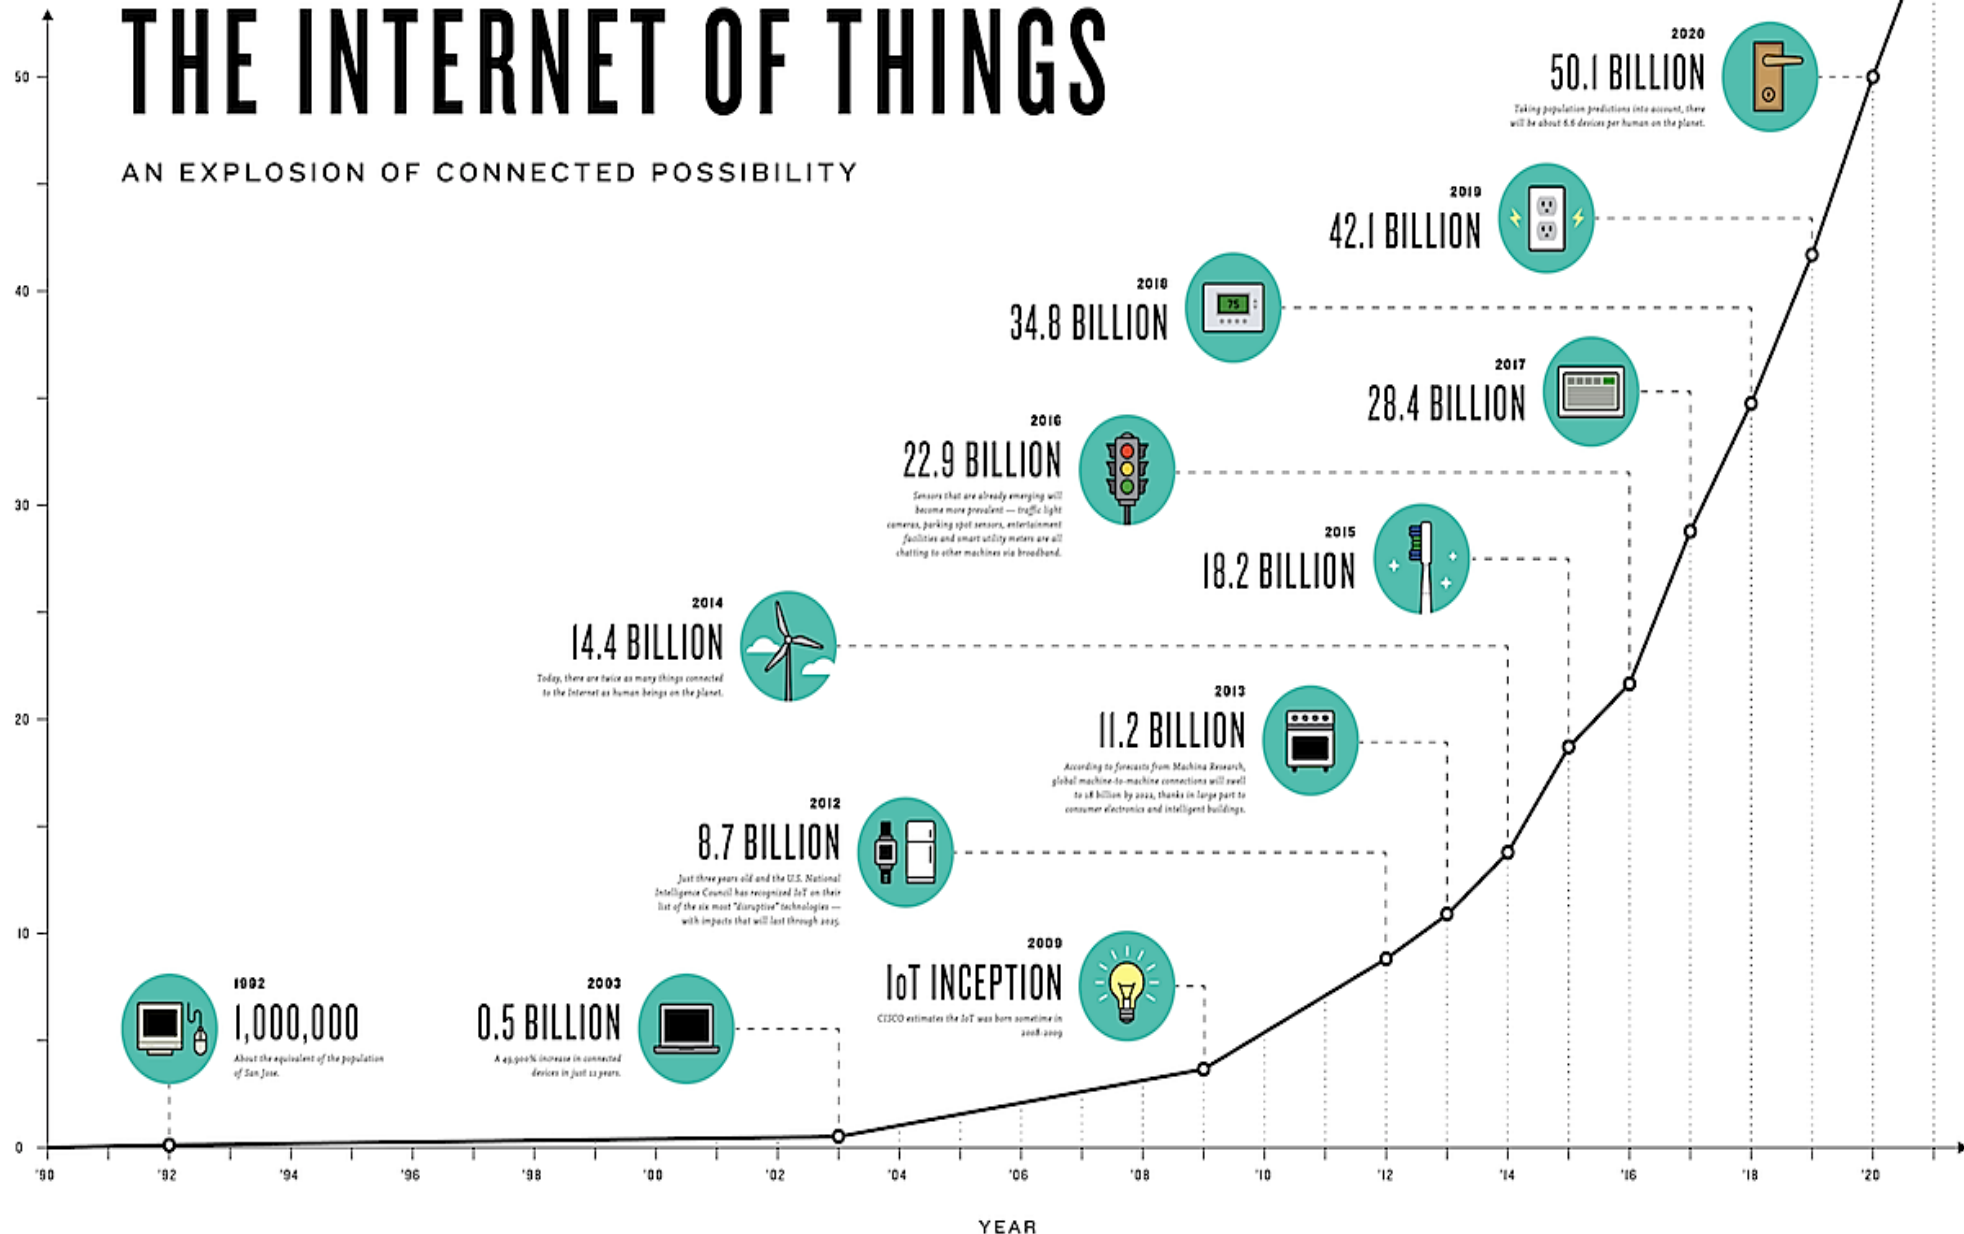 THE INTERNET OF THINGS
AN EXPLOSION OF CONNECTED POSSIBILITY
2020
50.1 BILLION
Taking population predictions into account, there
will be about 6.6 devices per human on the planet.
2019
42.1 BILLION
2018
34.8 BILLION
75
2017
28.4 BILLION
2016
22.9 BILLION
Sensors that are already emerging will
become more prevalent — traffic light
cameras, parking spot sensors, entertainment
facilities and smart utility meters are all
chatting to other machines via broadband.
2015
18.2 BILLION
2014
14.4 BILLION
Today, there are twice as many things connected
to the Internet as human beings on the planet.
2013
11.2 BILLION
According to forecasts from Machina Research,
global machine-to-machine connections will swell
to 18 billion by 2022, thanks in large part to
consumer electronics and intelligent buildings.
2012
8.7 BILLION
Just three years old and the U.S. National
Intelligence Council has recognized IoT on their
list of the six most "disruptive" technologies —
with impacts that will last through 2025.
2009
IoT INCEPTION
CISCO estimates the IoT was born sometime in
2008-2009
1992
1,000,000
About the equivalent of the population
of San Jose.
2003
0.5 BILLION
A 49,900% increase in connected
devices in just 11 years.
50
40
30
20
10
0
'90 '92 '94 '96 '98 '00 '02 '04 '06 '08 '10 '12 '14 '16 '18 '20
YEAR